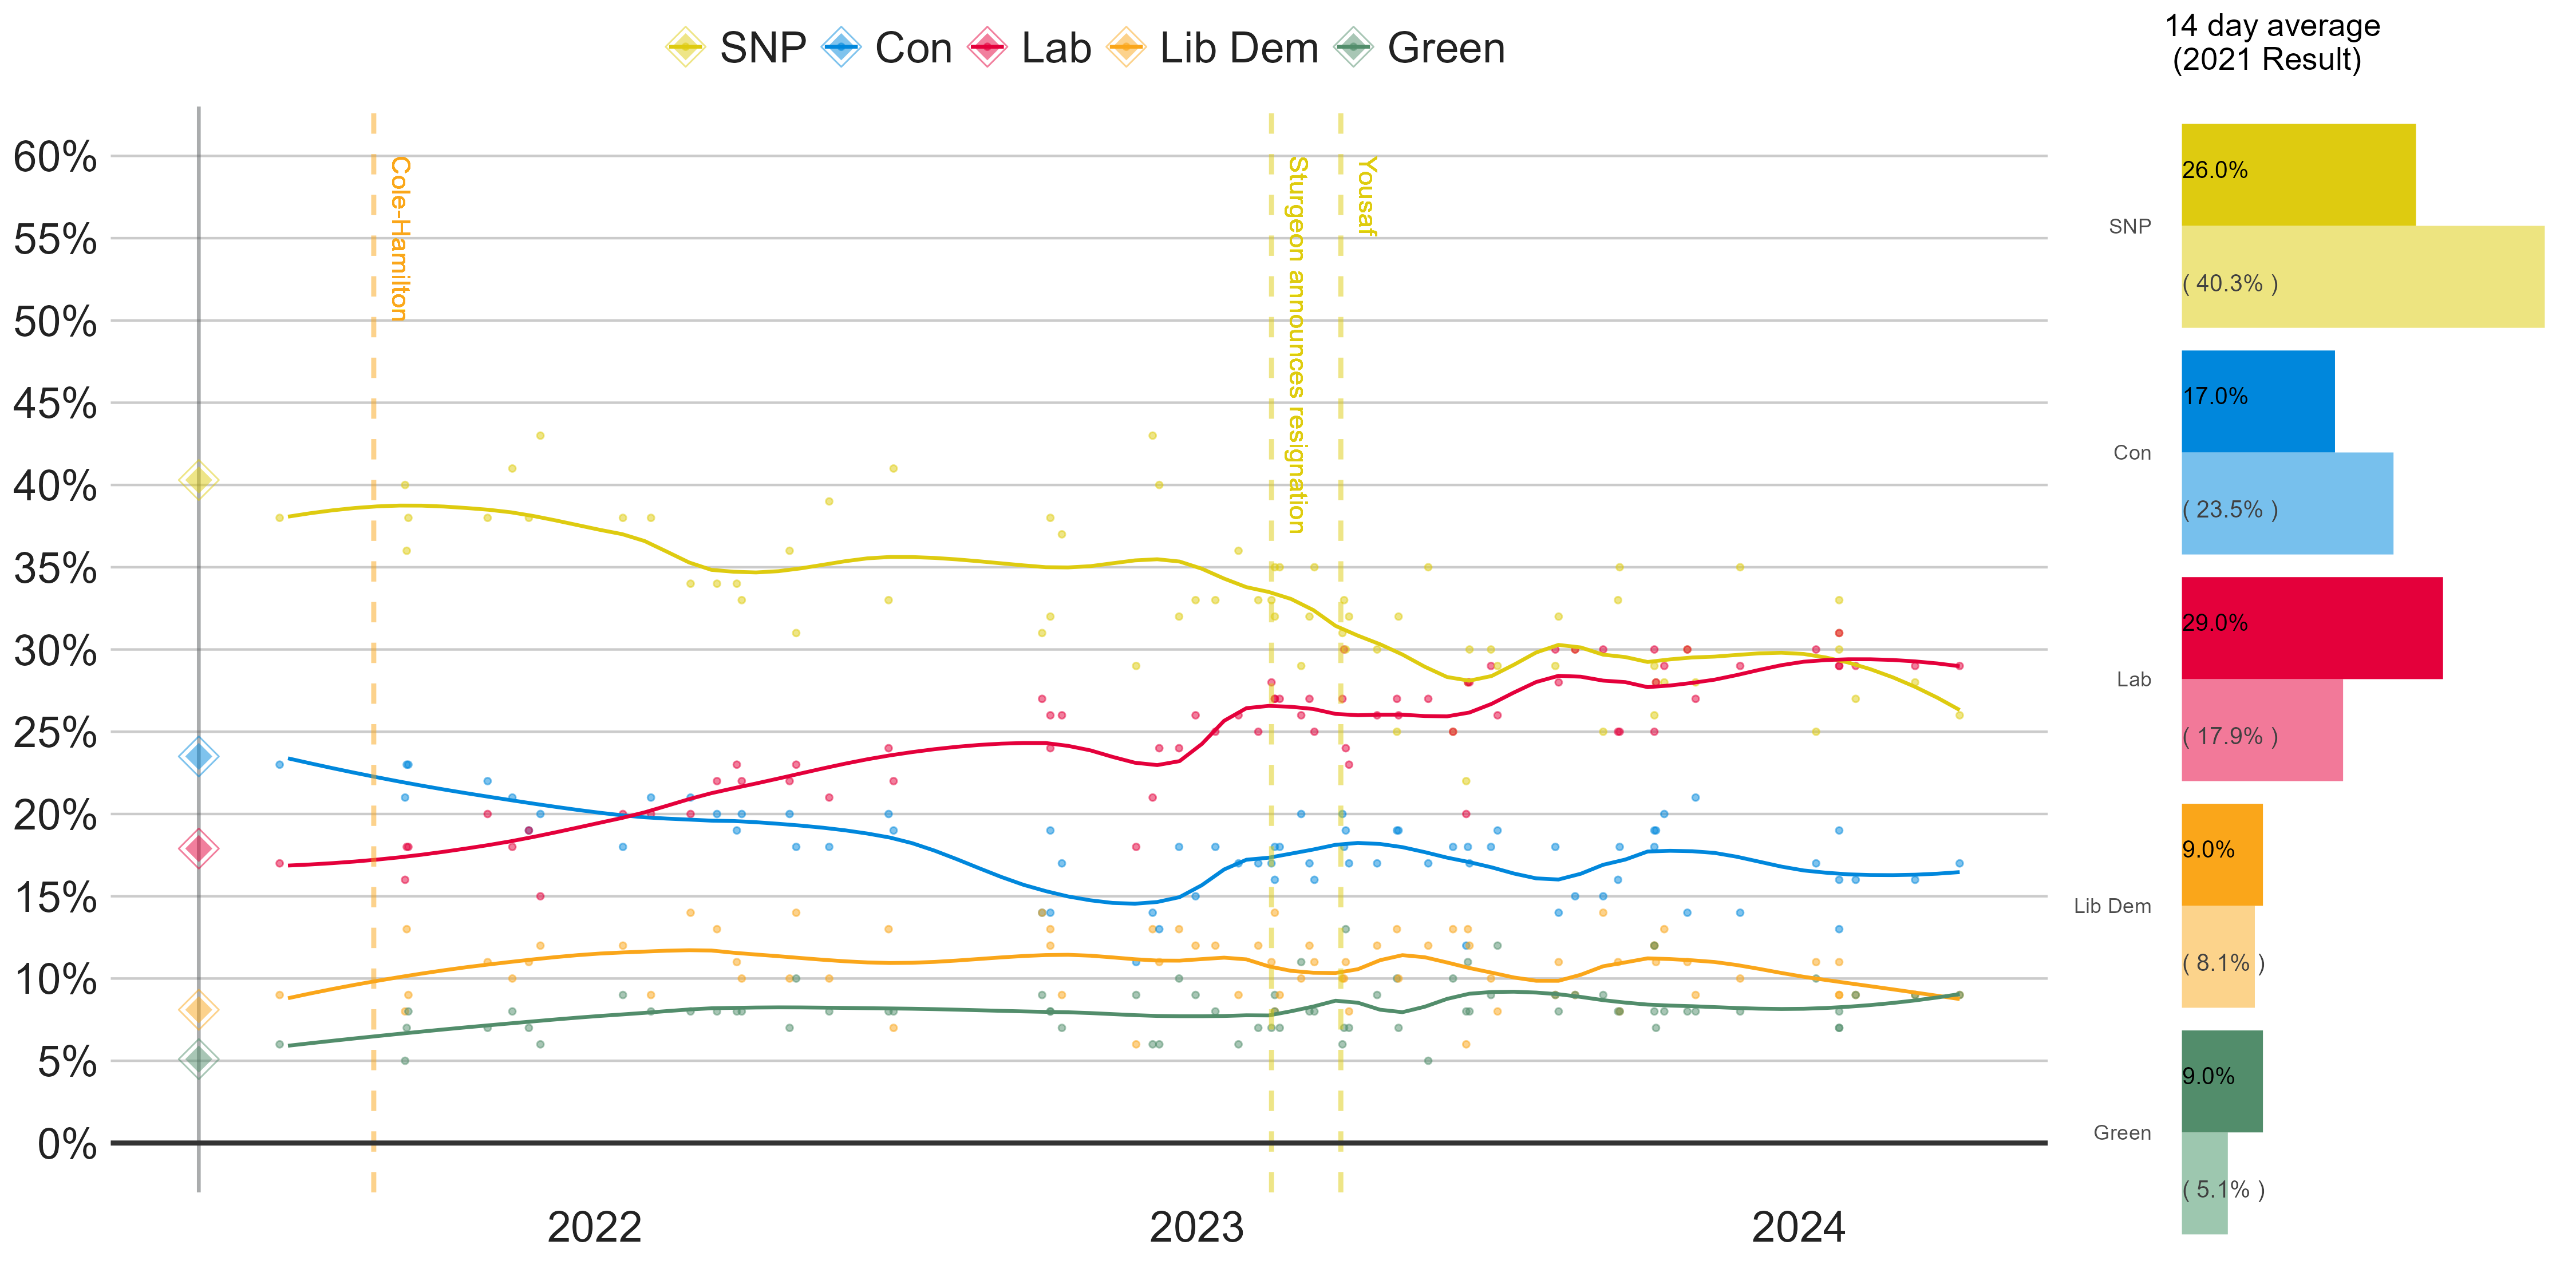 SNP Con Lab Lib Dem Green
14 day average
(2021 Result)
60%
55%
50%
45%
40%
35%
30%
25%
20%
15%
10%
5%
0%
Cole-Hamilton
Sturgeon announces resignation
Yousaf
2022 2023 2024
SNP
26.0%
( 40.3% )
Con
17.0%
( 23.5% )
Lab
29.0%
( 17.9% )
Lib Dem
9.0%
( 8.1% )
Green
9.0%
( 5.1% )